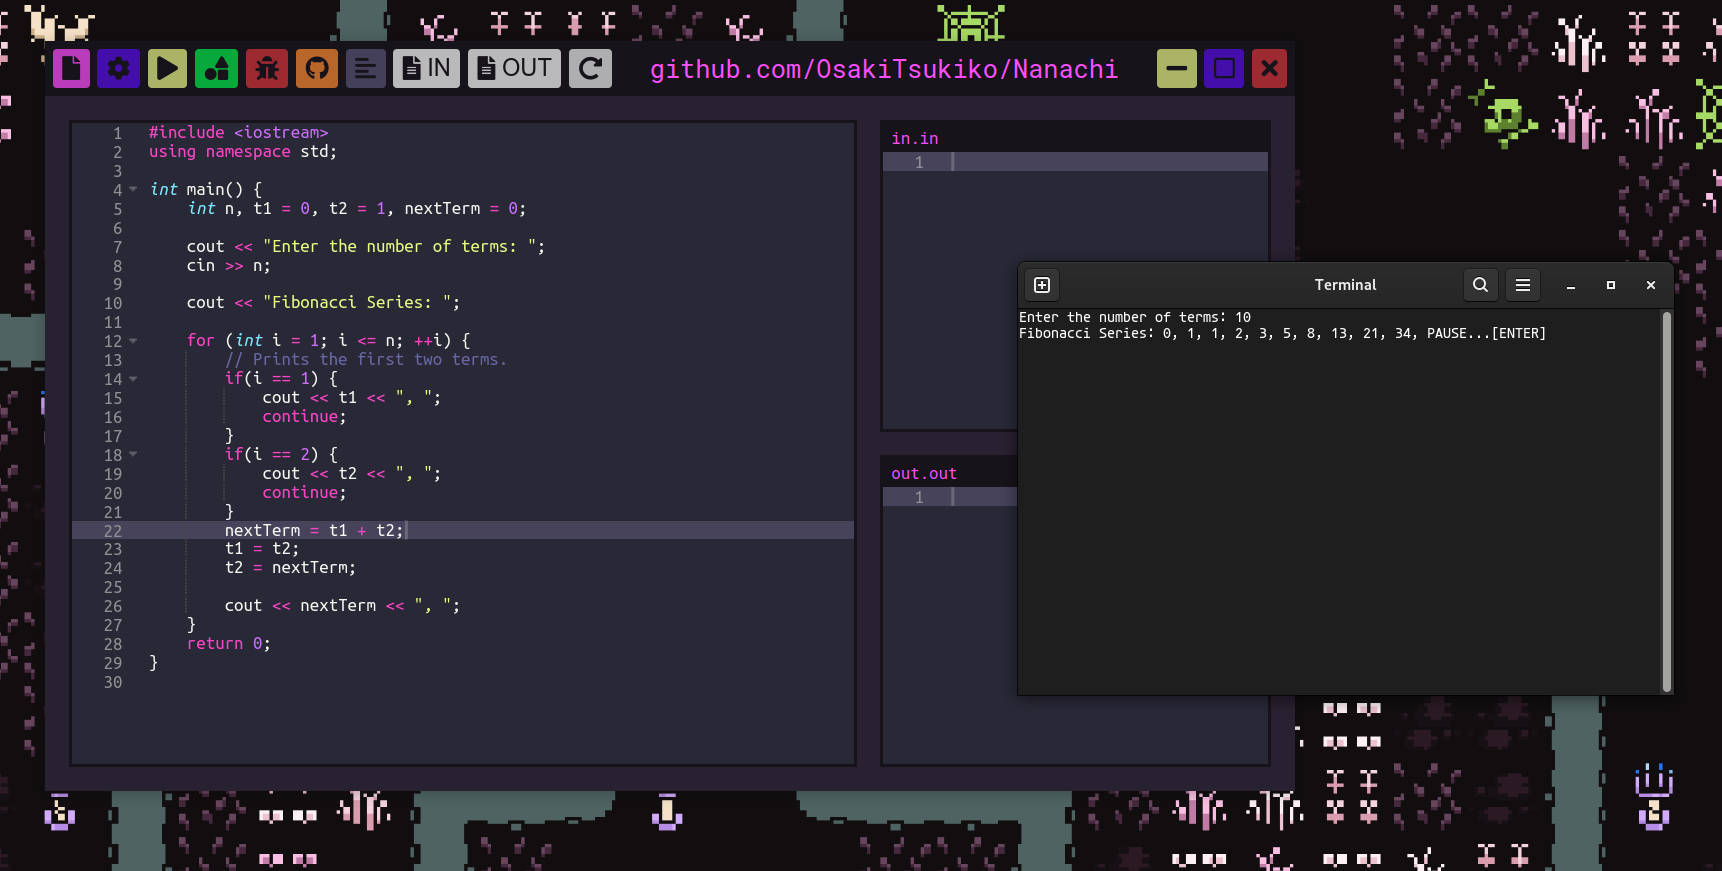 IN
OUT
github.com/OsakiTsukiko/Nanachi
1 #include <iostream>
2 using namespace std;
3
4 int main() {
5     int n, t1 = 0, t2 = 1, nextTerm = 0;
6
7     cout << "Enter the number of terms: ";
8     cin >> n;
9
10     cout << "Fibonacci Series: ";
11
12     for (int i = 1; i <= n; ++i) {
13         // Prints the first two terms.
14         if(i == 1) {
15             cout << t1 << ", ";
16             continue;
17         }
18         if(i == 2) {
19             cout << t2 << ", ";
20             continue;
21         }
22         nextTerm = t1 + t2;
23         t1 = t2;
24         t2 = nextTerm;
25
26         cout << nextTerm << ", ";
27     }
28     return 0;
29 }
30
in.in
1
out.out
1
Terminal
Enter the number of terms: 10
Fibonacci Series: 0, 1, 1, 2, 3, 5, 8, 13, 21, 34, PAUSE...[ENTER]